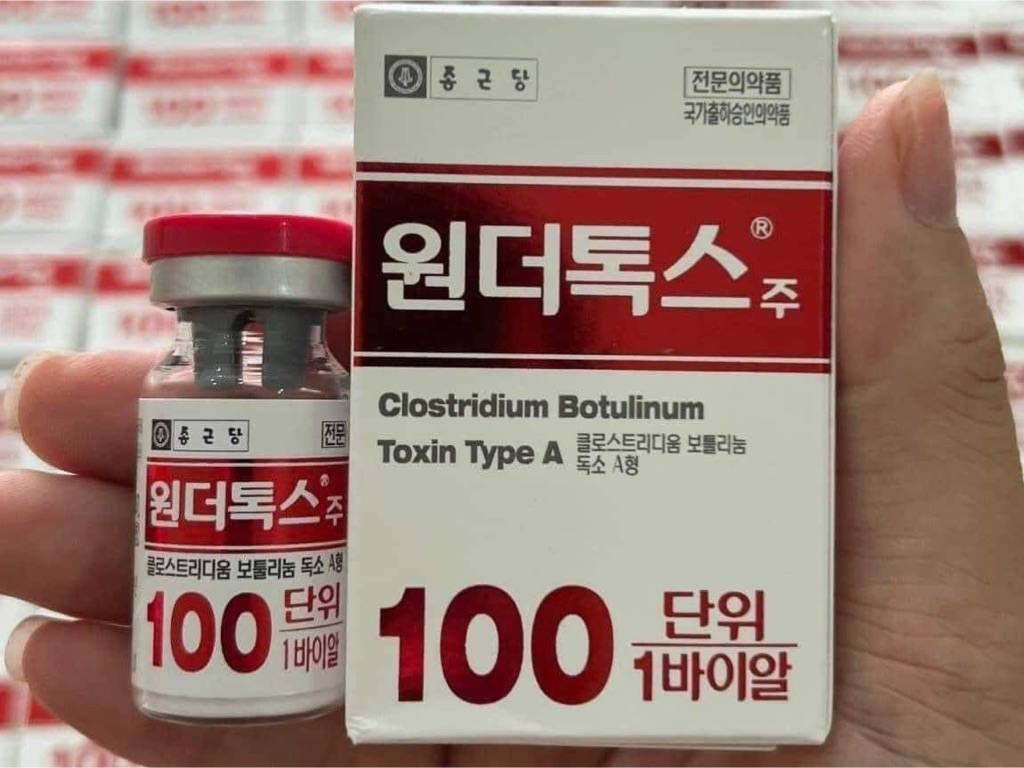 종근당
전문의약품
국가출하승인의약품
원더톡스®주
Clostridium Botulinum
Toxin Type A 클로스트리디움 보툴리눔
독소 A형
100 단위
1바이알
종근당
전문
원더톡스®주
클로스트리디움 보툴리눔 독소 A형
100 단위
1바이알